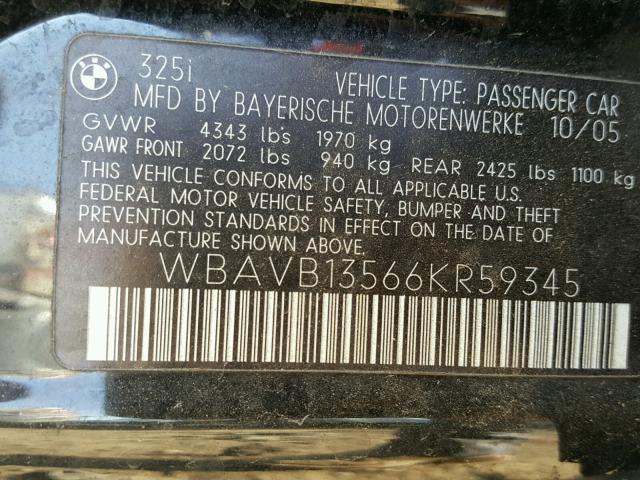 325i VEHICLE TYPE: PASSENGER CAR
MFD BY BAYERISCHE MOTORENWERKE 10/05
GVWR 4343 lbs 1970 kg
GAWR FRONT 2072 lbs 940 kg REAR 2425 lbs 1100 kg
THIS VEHICLE CONFORMS TO ALL APPLICABLE U.S.
FEDERAL MOTOR VEHICLE SAFETY, BUMPER AND THEFT
PREVENTION STANDARDS IN EFFECT ON THE DATE OF
MANUFACTURE SHOWN ABOVE.
WBAVB13566KR59345